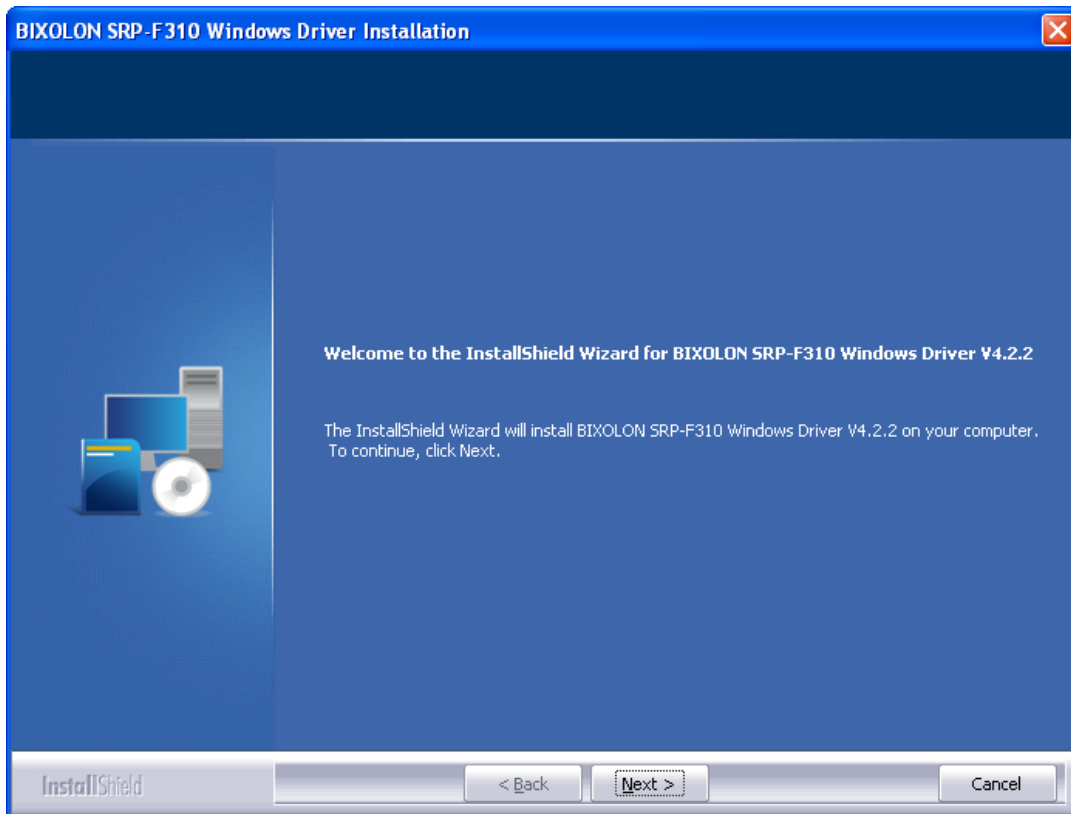 BIXOLON SRP-F310 Windows Driver Installation
Welcome to the InstallShield Wizard for BIXOLON SRP-F310 Windows Driver V4.2.2
The InstallShield Wizard will install BIXOLON SRP-F310 Windows Driver V4.2.2 on your computer.
To continue, click Next.
InstallShield
< Back
Next >
Cancel